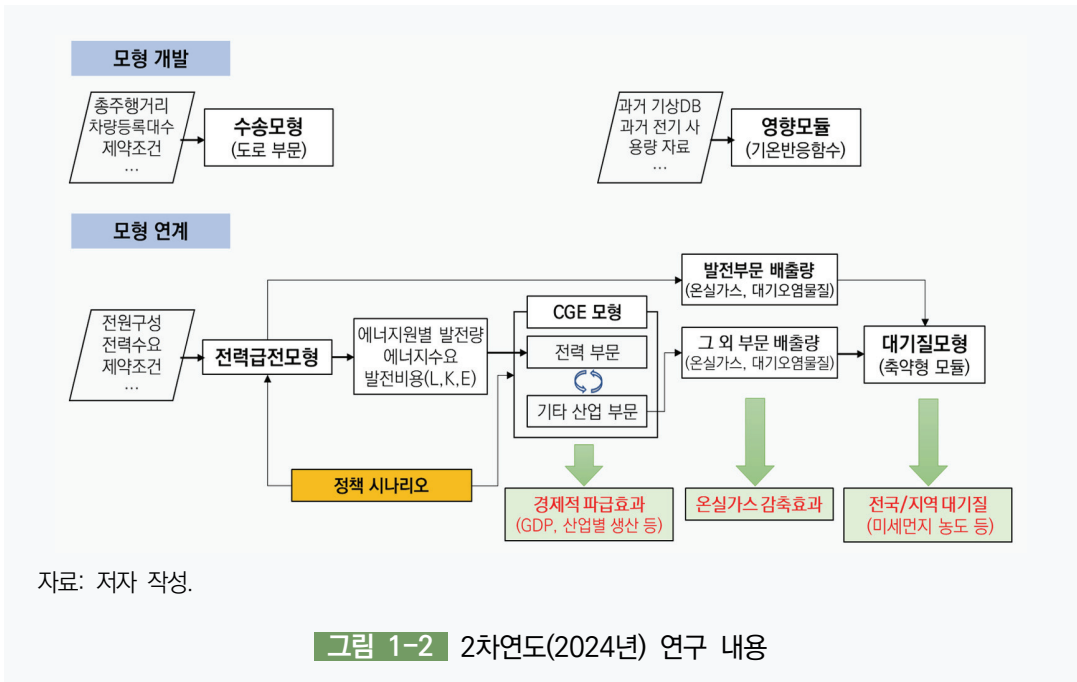 모형 개발
총주행거리
차량등록대수
제약조건
…
수송모형
(도로 부문)
과거 기상DB
과거 전기 사
용량 자료
…
영향모듈
(기온반응함수)
모형 연계
전원구성
전력수요
제약조건
…
전력급전모형
에너지원별 발전량
에너지수요
발전비용(L,K,E)
CGE 모형
전력 부문
기타 산업 부문
발전부문 배출량
(온실가스, 대기오염물질)
그 외 부문 배출량
(온실가스, 대기오염물질)
대기질모형
(축약형 모듈)
정책 시나리오
경제적 파급효과
(GDP, 산업별 생산 등)
온실가스 감축효과
전국/지역 대기질
(미세먼지 농도 등)
자료: 저자 작성.
그림 1-2 2차연도(2024년) 연구 내용